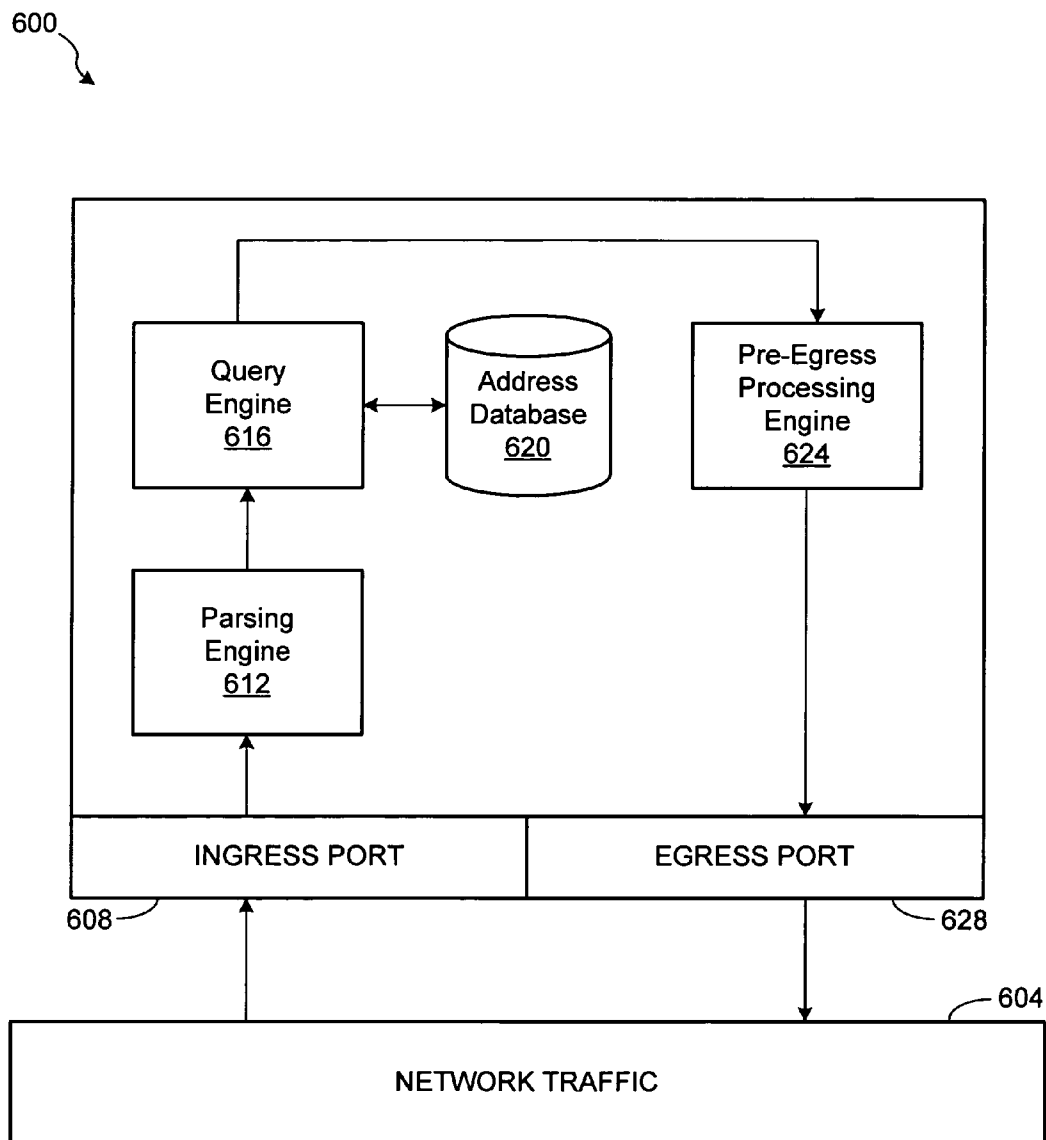 600
Query
Engine
616
Address
Database
620
Pre-Egress
Processing
Engine
624
Parsing
Engine
612
INGRESS PORT
EGRESS PORT
608
628
604
NETWORK TRAFFIC